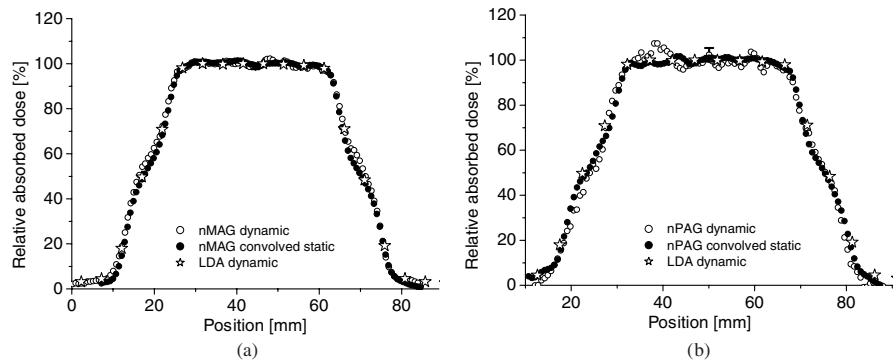 120
100
80
60
40
20
0
Relative absorbed dose [%]
nMAG dynamic
nMAG convolved static
LDA dynamic
0 20 40 60 80
Position [mm]
(a)
120
100
80
60
40
20
0
Relative absorbed dose [%]
nPAG dynamic
nPAG convolved static
LDA dynamic
20 40 60 80
Position [mm]
(b)